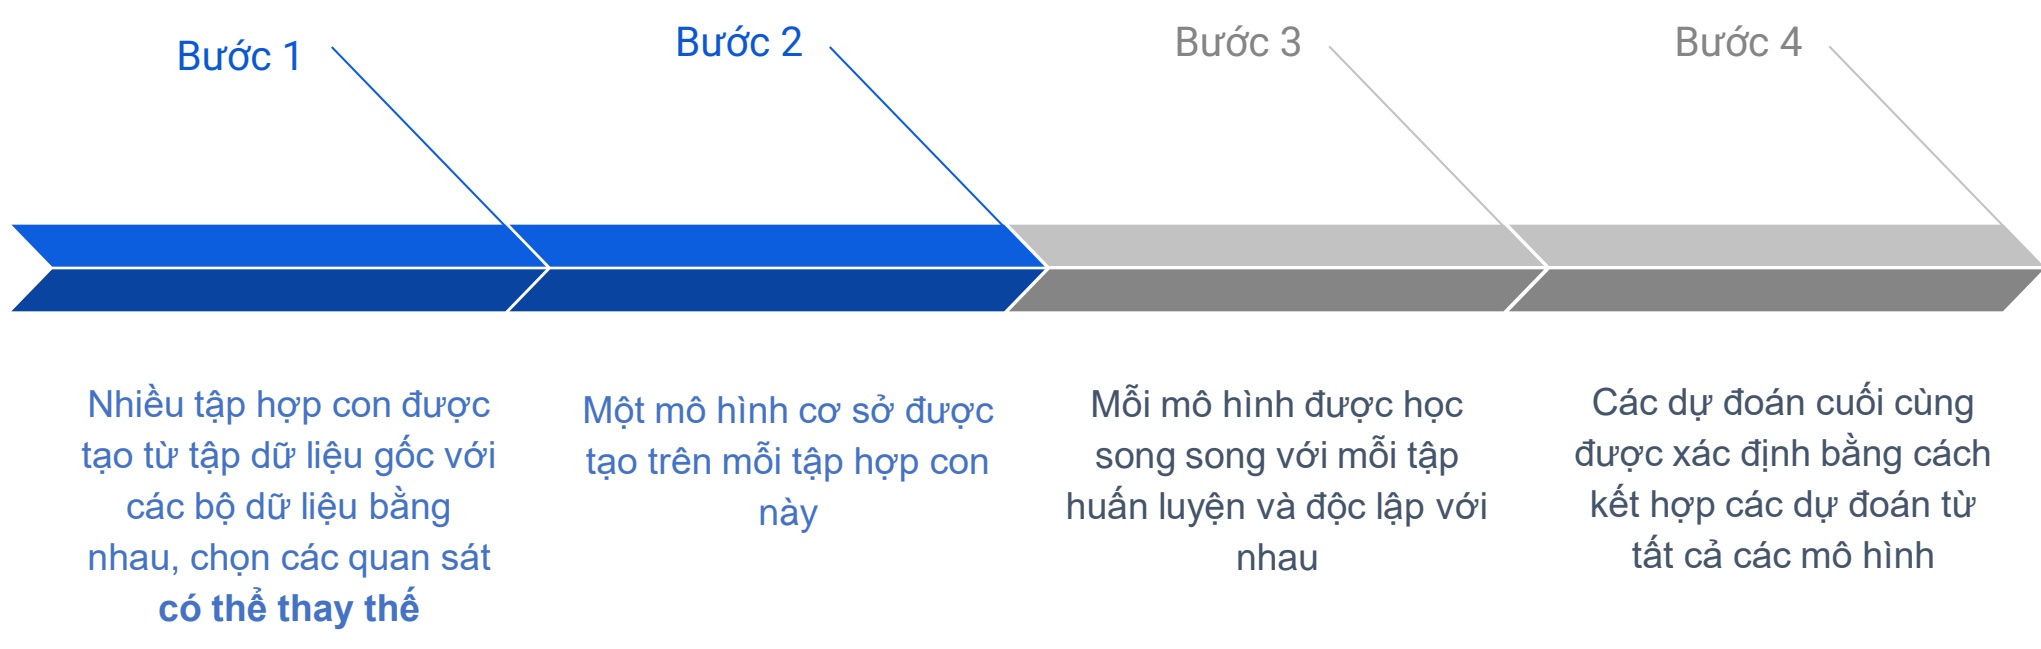 Bước 1
Bước 2
Bước 3
Bước 4
Nhiều tập hợp con được
tạo từ tập dữ liệu gốc với
các bộ dữ liệu bằng
nhau, chọn các quan sát
có thể thay thế
Một mô hình cơ sở được
tạo trên mỗi tập hợp con
này
Mỗi mô hình được học
song song với mỗi tập
huấn luyện và độc lập với
nhau
Các dự đoán cuối cùng
được xác định bằng cách
kết hợp các dự đoán từ
tất cả các mô hình